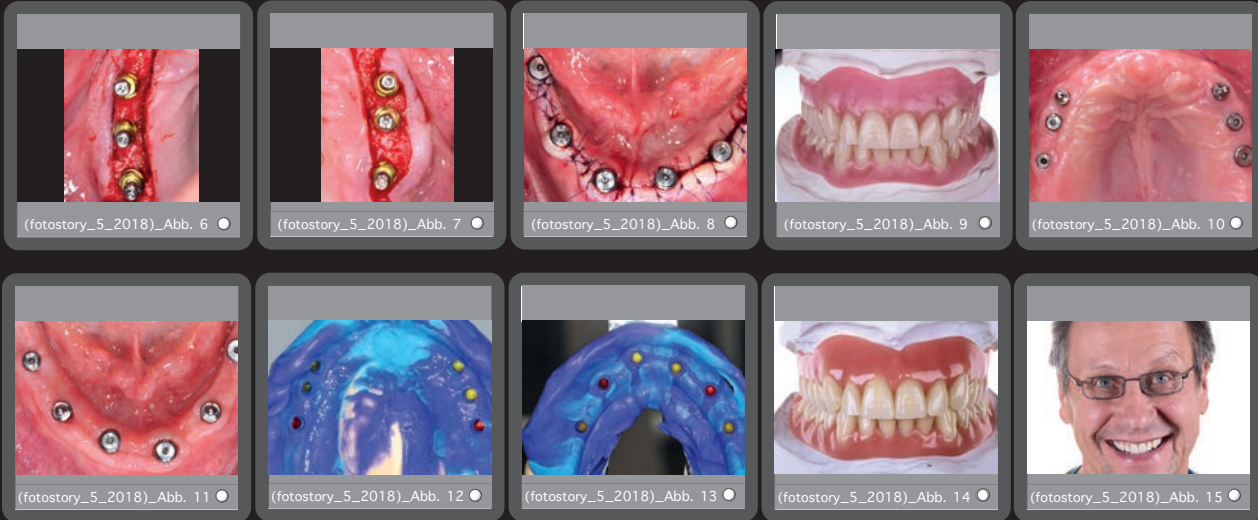 (fotostory_5_2018)_Abb. 6
(fotostory_5_2018)_Abb. 7
(fotostory_5_2018)_Abb. 8
(fotostory_5_2018)_Abb. 9
(fotostory_5_2018)_Abb. 10
(fotostory_5_2018)_Abb. 11
(fotostory_5_2018)_Abb. 12
(fotostory_5_2018)_Abb. 13
(fotostory_5_2018)_Abb. 14
(fotostory_5_2018)_Abb. 15